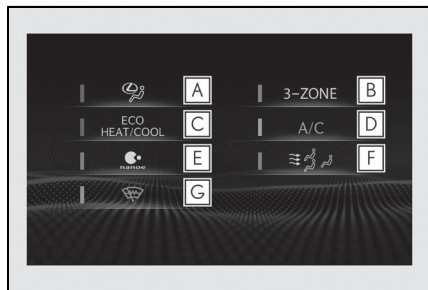 A
3-ZONE B
ECO
HEAT/COOL C
A/C D
nanoe E
F
G